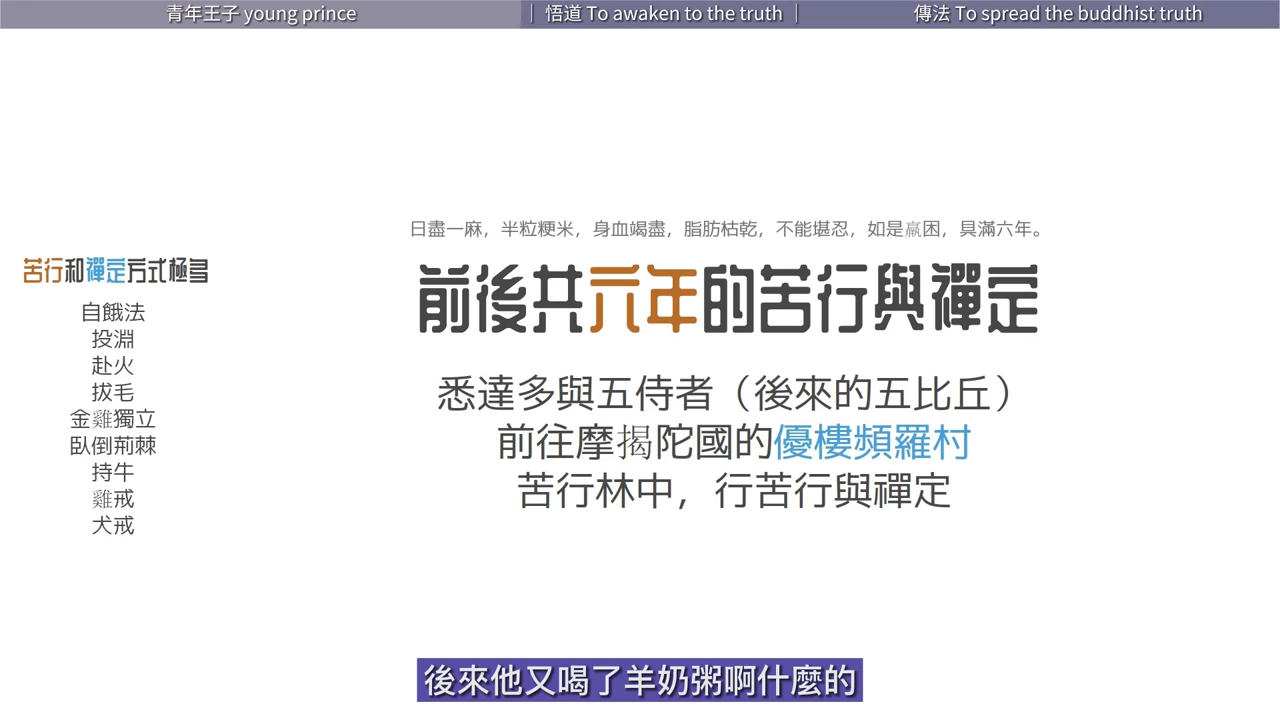 青年王子 young prince
悟道 To awaken to the truth
傳法 To spread the buddhist truth
日盡一麻，半粒粳米，身血竭盡，脂肪枯乾，不能堪忍，如是羸困，具滿六年。
前後共六年的苦行與禪定
悉達多與五侍者（後來的五比丘）
前往摩揭陀國的優樓頻羅村
苦行林中，行苦行與禪定
苦行和禪定方式極多
自餓法
投淵
赴火
拔毛
金雞獨立
臥倒荊棘
持牛
雞戒
犬戒
後來他又喝了羊奶粥啊什麼的